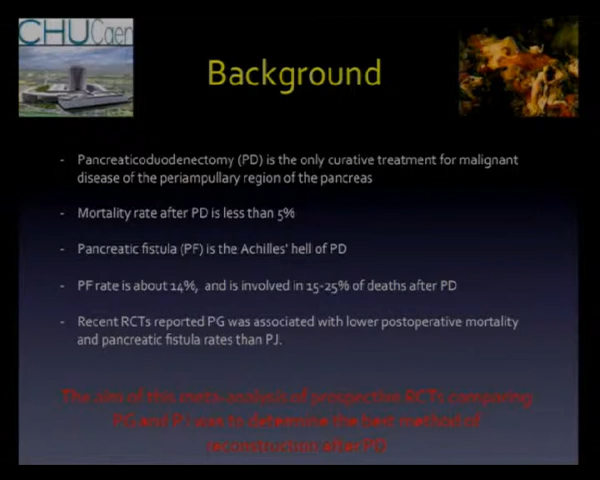 CHUCaen
Background
- Pancreaticoduodenectomy (PD) is the only curative treatment for malignant
disease of the periampullary region of the pancreas
- Mortality rate after PD is less than 5%
- Pancreatic fistula (PF) is the Achilles' hell of PD
- PF rate is about 14%, and is involved in 15-25% of deaths after PD
- Recent RCTs reported PG was associated with lower postoperative mortality
and pancreatic fistula rates than PJ.
The aim of this meta-analysis of prospective RCTs comparing
PG and PJ was to determine the best method of
reconstruction after PD